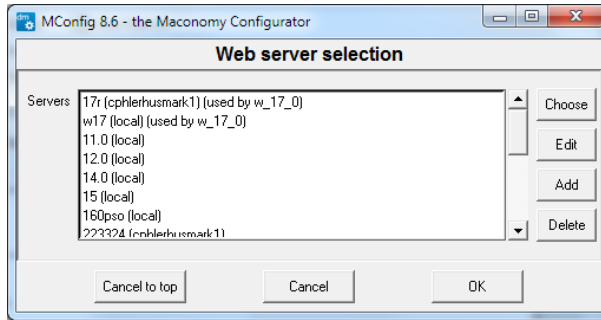 MConfig 8.6 - the Maconomy Configurator
Web server selection
Servers
17r (cphlerhusmark1) (used by w_17_0)
w17 (local) (used by w_17_0)
11.0 (local)
12.0 (local)
14.0 (local)
15 (local)
160pso (local)
223324 (cphlerhusmark1)
Choose
Edit
Add
Delete
Cancel to top
Cancel
OK